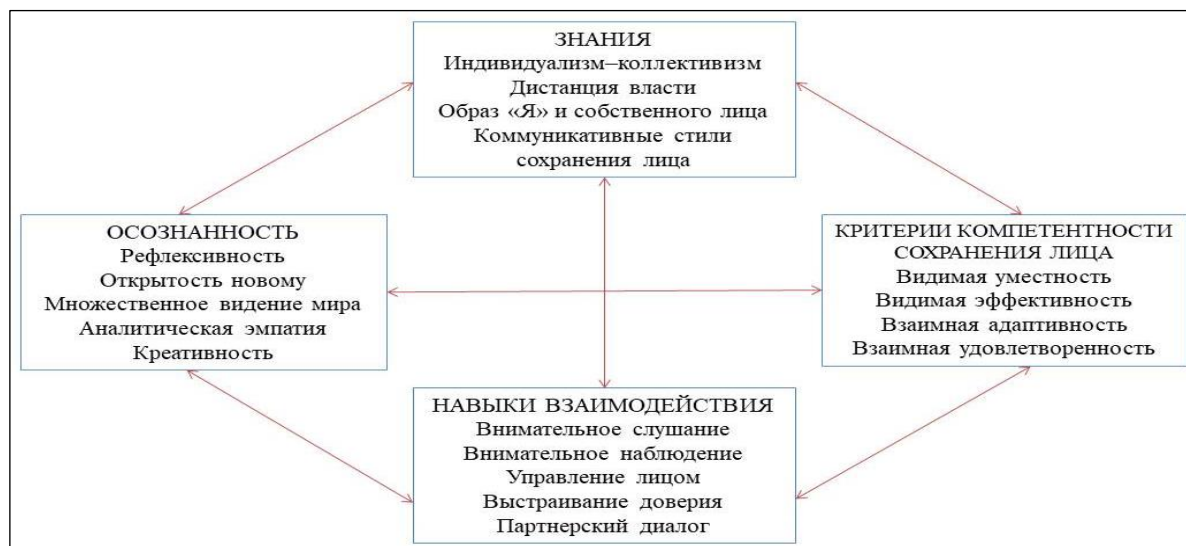 ЗНАНИЯ
Индивидуализм–коллективизм
Дистанция власти
Образ «Я» и собственного лица
Коммуникативные стили
сохранения лица
ОСОЗНАННОСТЬ
Рефлексивность
Открытость новому
Множественное видение мира
Аналитическая эмпатия
Креативность
КРИТЕРИИ КОМПЕТЕНТНОСТИ
СОХРАНЕНИЯ ЛИЦА
Видимая уместность
Видимая эффективность
Взаимная адаптивность
Взаимная удовлетворенность
НАВЫКИ ВЗАИМОДЕЙСТВИЯ
Внимательное слушание
Внимательное наблюдение
Управление лицом
Выстраивание доверия
Партнерский диалог